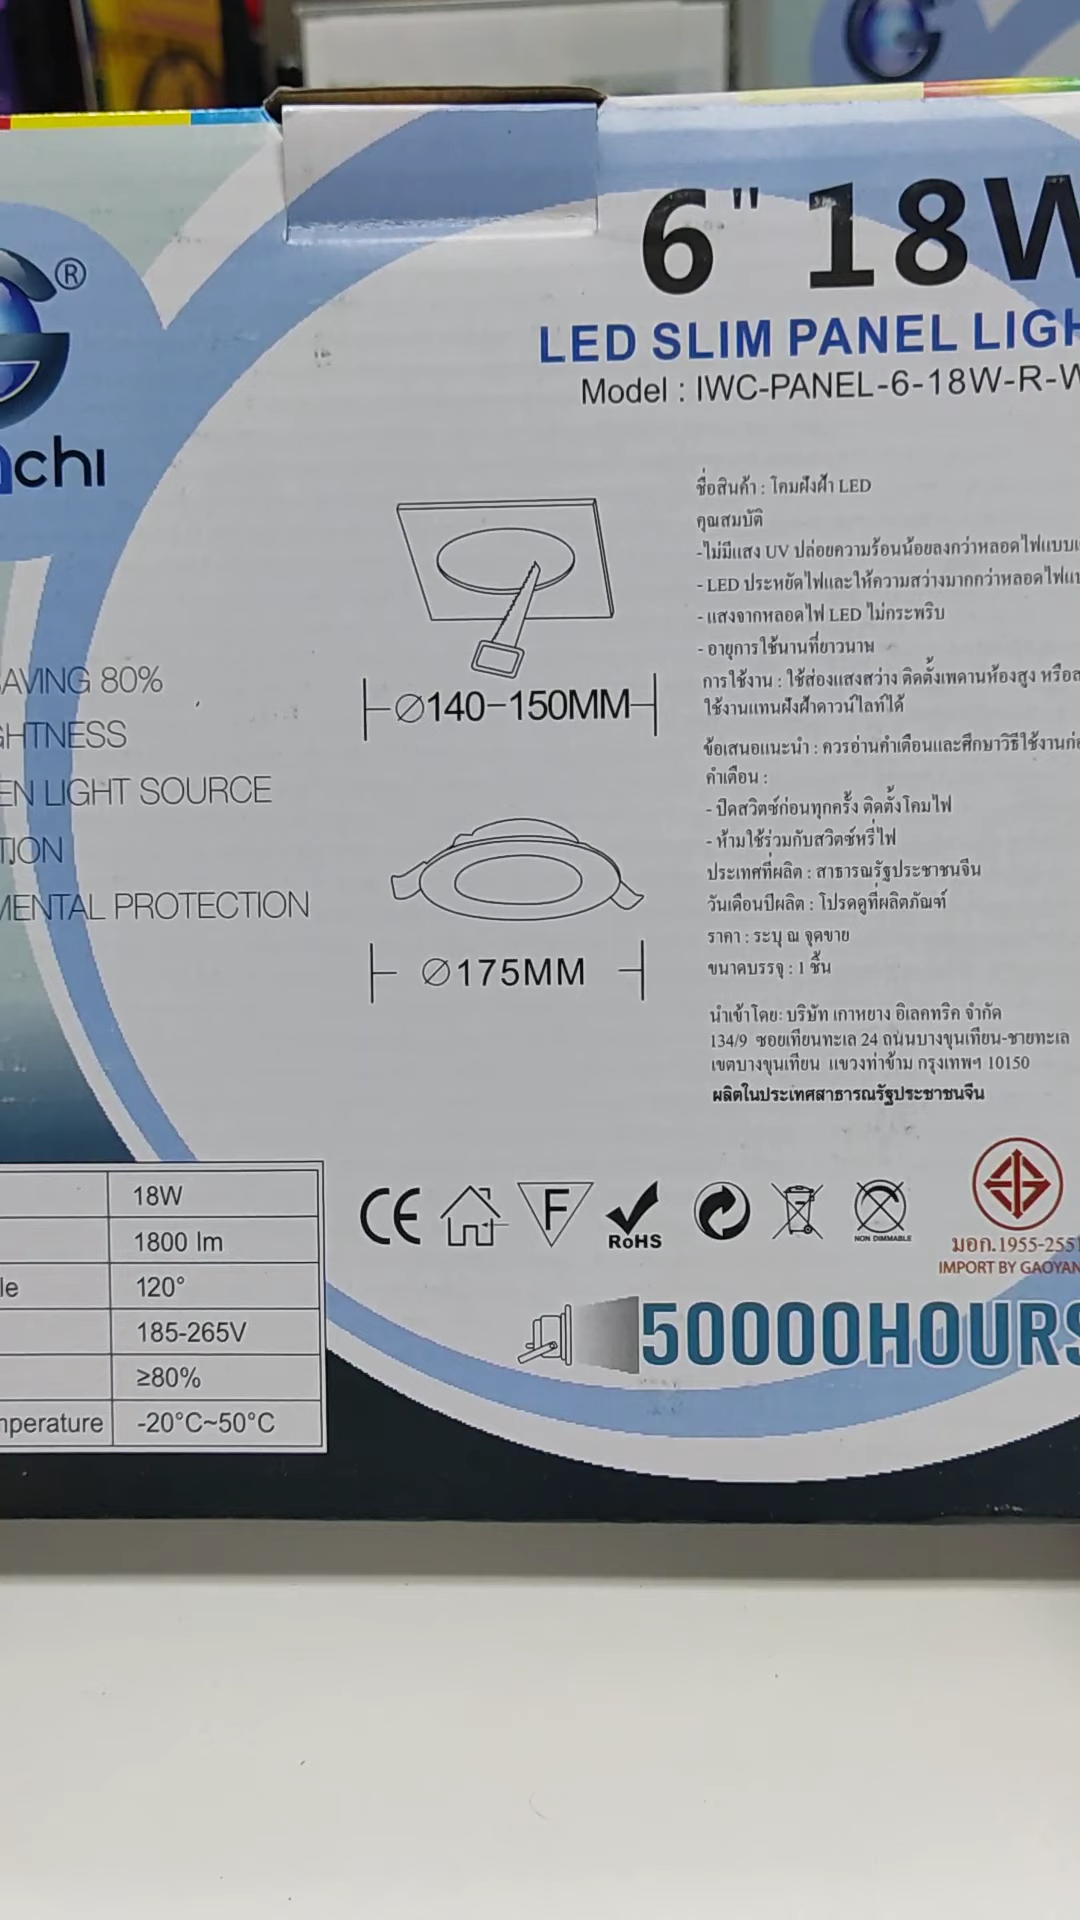 6" 18W
LED SLIM PANEL LIGH
Model : IWC-PANEL-6-18W-R-W
®
chi
ชื่อสินค้า : โคมฝังฝ้า LED
คุณสมบัติ
-ไม่มีแสง UV ปล่อยความร้อนน้อยลงกว่าหลอดไฟแบบ
- LED ประหยัดไฟและให้ความสว่างมากกว่าหลอดไฟแบ
- แสงจากหลอดไฟ LED ไม่กระพริบ
- อายุการใช้นานที่ยาวนาน
การใช้งาน : ใช้ส่องแสงสว่าง ติดตั้งเพดานห้องสูง หรือ
ใช้งานแทนฝังฝ้าดาวน์ไลท์ได้
ข้อเสนอแนะนำ : ควรอ่านคำเตือนและศึกษาวิธีใช้งานก่
คำเตือน :
- ปิดสวิตซ์ก่อนทุกครั้ง ติดตั้งโคมไฟ
- ห้ามใช้ร่วมกับสวิตซ์หรี่ไฟ
ประเทศที่ผลิต : สาธารณรัฐประชาชนจีน
วันเดือนปีผลิต : โปรดดูที่ผลิตภัณฑ์
ราคา : ระบุ ณ จุดขาย
ขนาดบรรจุ : 1 ชิ้น
นำเข้าโดย: บริษัท เกาหยาง อิเลคทริค จำกัด
134/9 ซอยเทียนทะเล 24 ถนนบางขุนเทียน-ชายทะเล
เขตบางขุนเทียน แขวงท่าข้าม กรุงเทพฯ 10150
ผลิตในประเทศสาธารณรัฐประชาชนจีน
∅140-150MM
∅175MM
AVING 80%
GHTNESS
EN LIGHT SOURCE
TION
MENTAL PROTECTION
18W
1800 lm
le 120°
185-265V
≥80%
mperature -20°C~50°C
CE
F
RoHS
NON DIMMABLE
มอก.1955-2551
IMPORT BY GAOYAN
50000HOURS